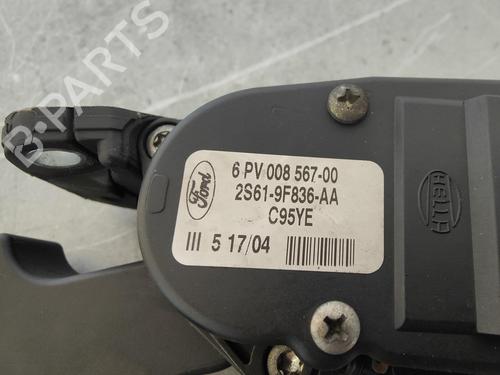 B-PARTS
Ford
6 PV 008 567-00
2S61-9F836-AA
C95YE
III 5 17/04
HELLA